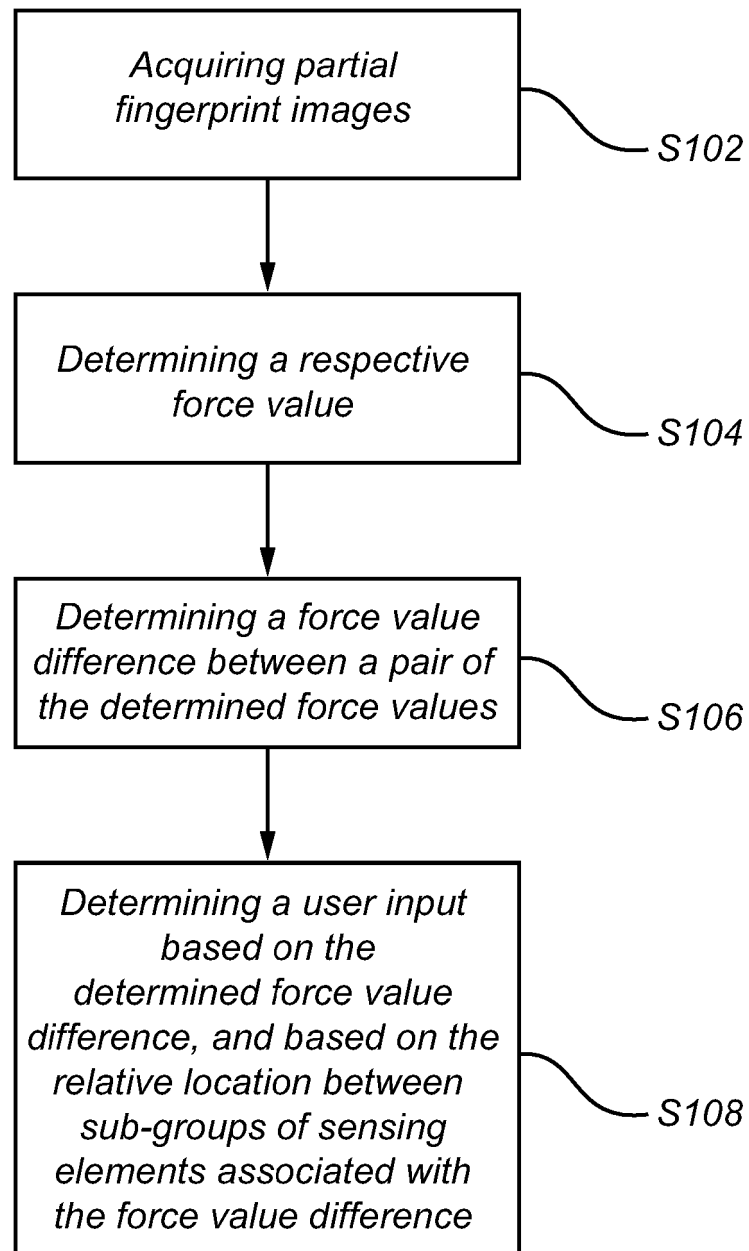 Acquiring partial
fingerprint images
S102
Determining a respective
force value
S104
Determining a force value
difference between a pair of
the determined force values
S106
Determining a user input
based on the
determined force value
difference, and based on the
relative location between
sub-groups of sensing
elements associated with
the force value difference
S108